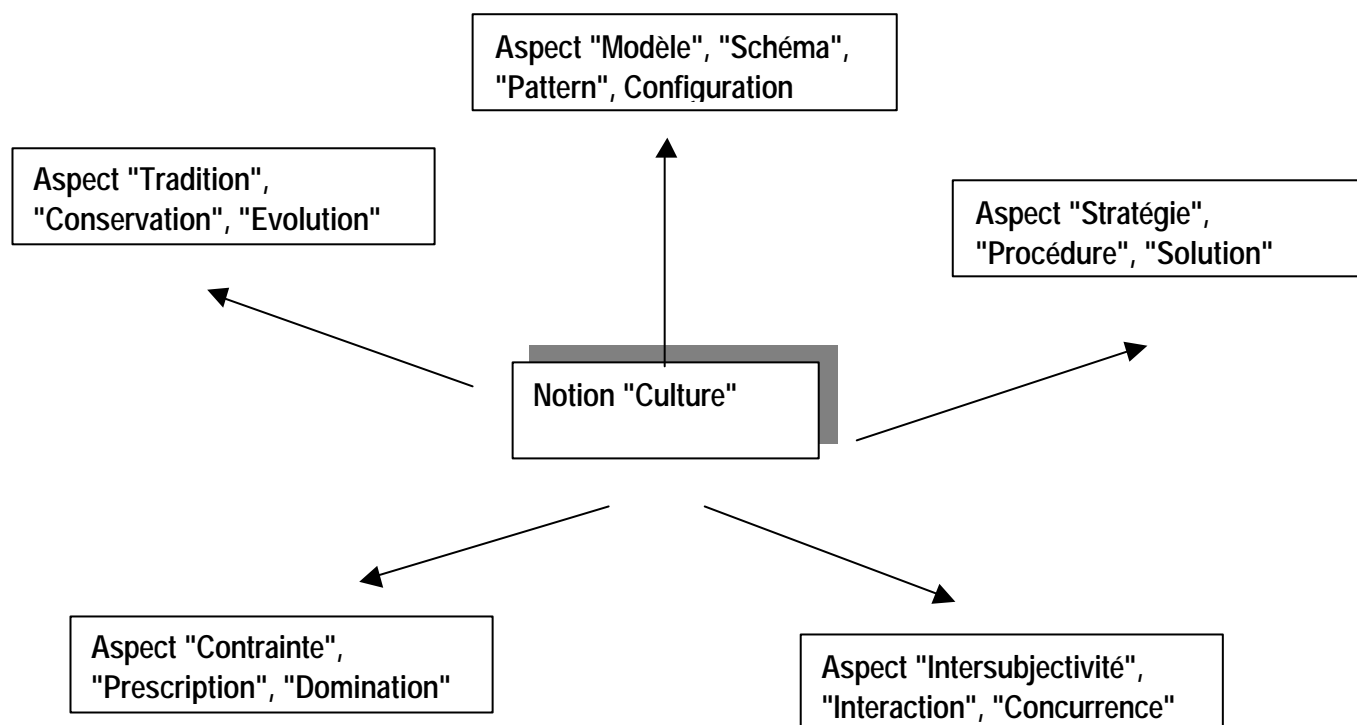 Aspect "Modèle", "Schéma",
"Pattern", Configuration
Aspect "Tradition",
"Conservation", "Evolution"
Aspect "Stratégie",
"Procédure", "Solution"
Notion "Culture"
Aspect "Contrainte",
"Prescription", "Domination"
Aspect "Intersubjectivité",
"Interaction", "Concurrence"